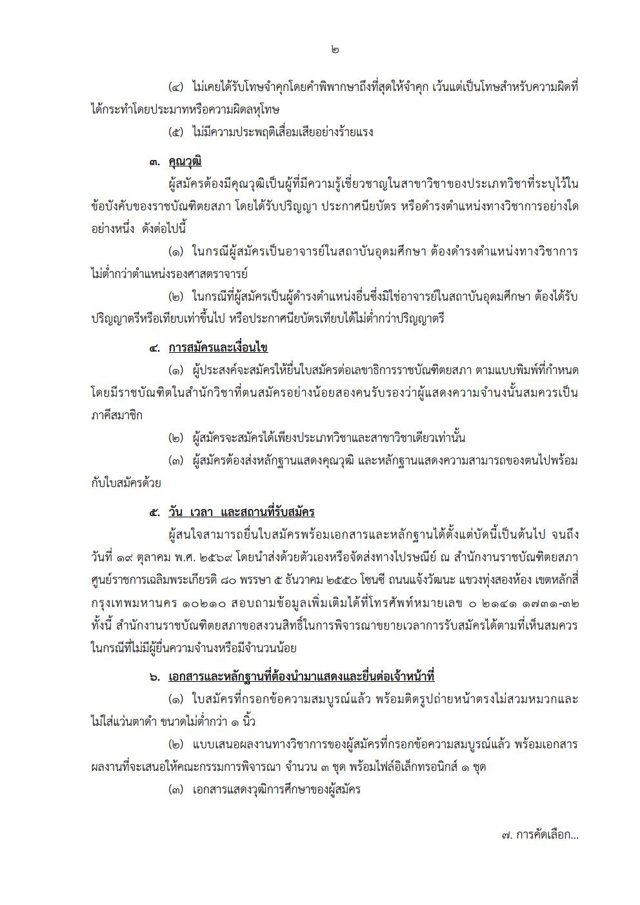 ๒
(๔) ไม่เคยได้รับโทษจำคุกโดยคำพิพากษาถึงที่สุดให้จำคุก เว้นแต่เป็นโทษสำหรับความผิดที่
ได้กระทำโดยประมาทหรือความผิดลหุโทษ
(๕) ไม่มีความประพฤติเสื่อมเสียอย่างร้ายแรง
๓. คุณวุฒิ
ผู้สมัครต้องมีคุณวุฒิเป็นผู้ที่มีความรู้เชี่ยวชาญในสาขาวิชาของประเภทวิชาที่ระบุไว้ใน
ข้อบังคับของราชบัณฑิตยสภา โดยได้รับปริญญา ประกาศนียบัตร หรือดำรงตำแหน่งทางวิชาการอย่างใด
อย่างหนึ่ง ดังต่อไปนี้
(๑) ในกรณีผู้สมัครเป็นอาจารย์ในสถาบันอุดมศึกษา ต้องดำรงตำแหน่งทางวิชาการ
ไม่ต่ำกว่าตำแหน่งรองศาสตราจารย์
(๒) ในกรณีที่ผู้สมัครเป็นผู้ดำรงตำแหน่งอื่นซึ่งมิใช่อาจารย์ในสถาบันอุดมศึกษา ต้องได้รับ
ปริญญาตรีหรือเทียบเท่าขึ้นไป หรือประกาศนียบัตรเทียบได้ไม่ต่ำกว่าปริญญาตรี
๔. การสมัครและเงื่อนไข
(๑) ผู้ประสงค์จะสมัครให้ยื่นใบสมัครต่อเลขาธิการราชบัณฑิตยสภา ตามแบบพิมพ์ที่กำหนด
โดยมีราชบัณฑิตในสำนักวิชาที่ตนสมัครอย่างน้อยสองคนรับรองว่าผู้แสดงความจำนงนั้นสมควรเป็น
ภาคีสมาชิก
(๒) ผู้สมัครจะสมัครได้เพียงประเภทวิชาและสาขาวิชาเดียวเท่านั้น
(๓) ผู้สมัครต้องส่งหลักฐานแสดงคุณวุฒิ และหลักฐานแสดงความสามารถของตนไปพร้อม
กับใบสมัครด้วย
๕. วัน เวลา และสถานที่รับสมัคร
ผู้สนใจสามารถยื่นใบสมัครพร้อมเอกสารและหลักฐานได้ตั้งแต่บัดนี้เป็นต้นไป จนถึง
วันที่ ๑๙ ตุลาคม พ.ศ. ๒๕๖๙ โดยนำส่งด้วยตัวเองหรือจัดส่งทางไปรษณีย์ ณ สำนักงานราชบัณฑิตยสภา
ศูนย์ราชการเฉลิมพระเกียรติ ๘๐ พรรษา ๕ ธันวาคม ๒๕๕๐ โซนซี ถนนแจ้งวัฒนะ แขวงทุ่งสองห้อง เขตหลักสี่
กรุงเทพมหานคร ๑๐๒๑๐ สอบถามข้อมูลเพิ่มเติมได้ที่โทรศัพท์หมายเลข ๐ ๒๑๔๑ ๑๗๓๑-๓๒
ทั้งนี้ สำนักงานราชบัณฑิตยสภาขอสงวนสิทธิ์ในการพิจารณาขยายเวลาการรับสมัครได้ตามที่เห็นสมควร
ในกรณีที่ไม่มีผู้ยื่นความจำนงหรือมีจำนวนน้อย
๖. เอกสารและหลักฐานที่ต้องนำมาแสดงและยื่นต่อเจ้าหน้าที่
(๑) ใบสมัครที่กรอกข้อความสมบูรณ์แล้ว พร้อมติดรูปถ่ายหน้าตรงไม่สวมหมวกและ
ไม่ใส่แว่นตาดำ ขนาดไม่ต่ำกว่า ๑ นิ้ว
(๒) แบบเสนอผลงานทางวิชาการของผู้สมัครที่กรอกข้อความสมบูรณ์แล้ว พร้อมเอกสาร
ผลงานที่จะเสนอให้คณะกรรมการพิจารณา จำนวน ๓ ชุด พร้อมไฟล์อิเล็กทรอนิกส์ ๑ ชุด
(๓) เอกสารแสดงวุฒิการศึกษาของผู้สมัคร
๗. การคัดเลือก...